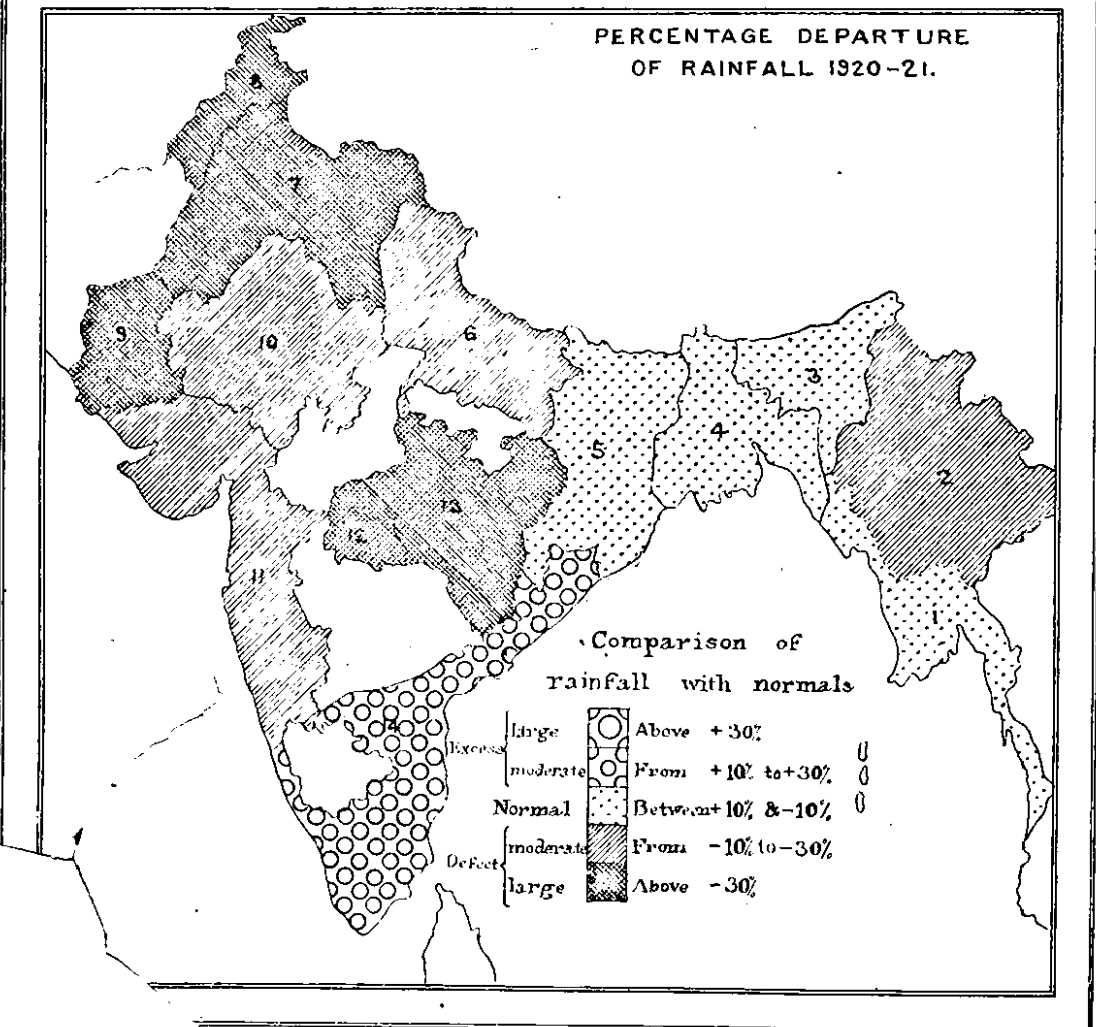 PERCENTAGE DEPARTURE
OF RAINFALL 1920-21.
8
7
9
10
6
3
4
5
2
13
12
11
1
14
Comparison of
rainfall with normals
Excess
large Above +30%
moderate From +10% to +30%
Normal Between +10% & -10%
Defect
moderate From -10% to -30%
large Above -30%